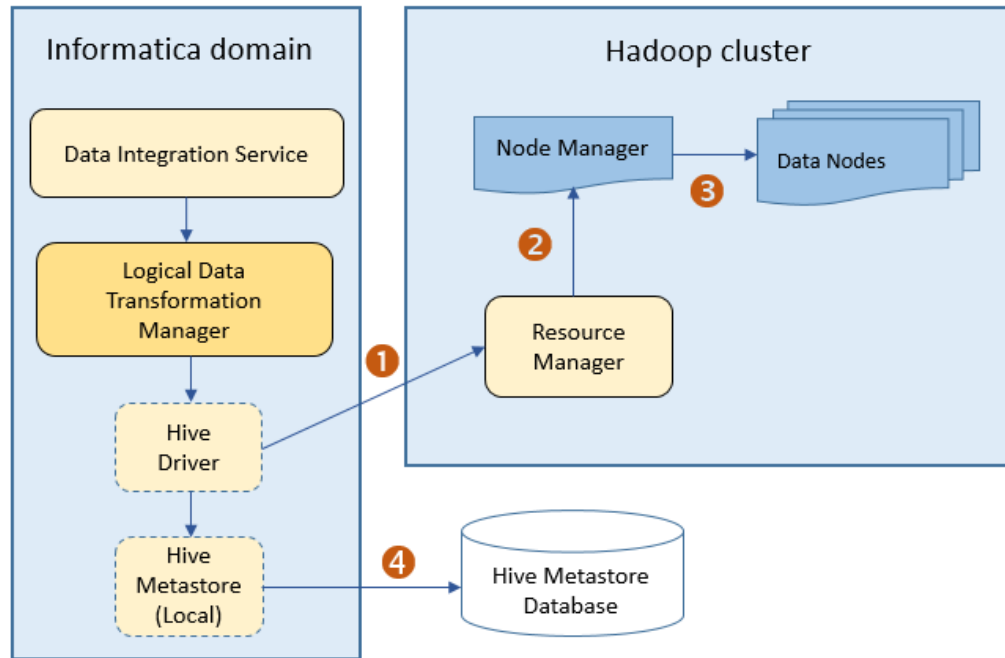 Informatica domain
Data Integration Service
Logical Data
Transformation
Manager
Hive
Driver
Hive
Metastore
(Local)
1
Hadoop cluster
Node Manager
3
Data Nodes
2
Resource
Manager
4
Hive Metastore
Database